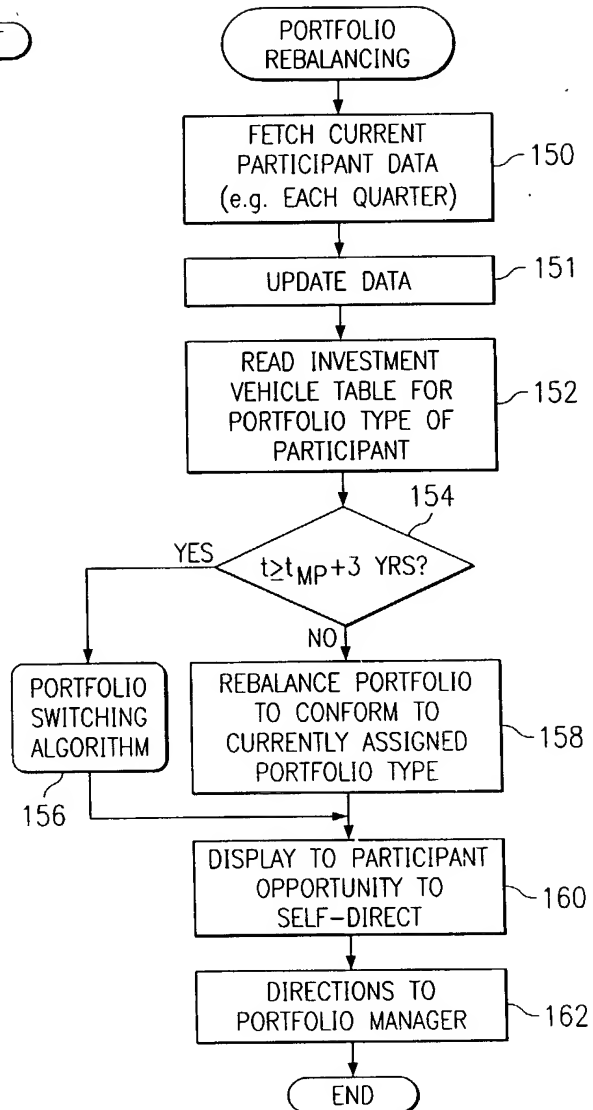 PORTFOLIO
REBALANCING
FETCH CURRENT
PARTICIPANT DATA
(e.g. EACH QUARTER)
150
UPDATE DATA
151
READ INVESTMENT
VEHICLE TABLE FOR
PORTFOLIO TYPE OF
PARTICIPANT
152
154
t≥tMP+3 YRS?
YES
NO
PORTFOLIO
SWITCHING
ALGORITHM
156
REBALANCE PORTFOLIO
TO CONFORM TO
CURRENTLY ASSIGNED
PORTFOLIO TYPE
158
DISPLAY TO PARTICIPANT
OPPORTUNITY TO
SELF-DIRECT
160
DIRECTIONS TO
PORTFOLIO MANAGER
162
END